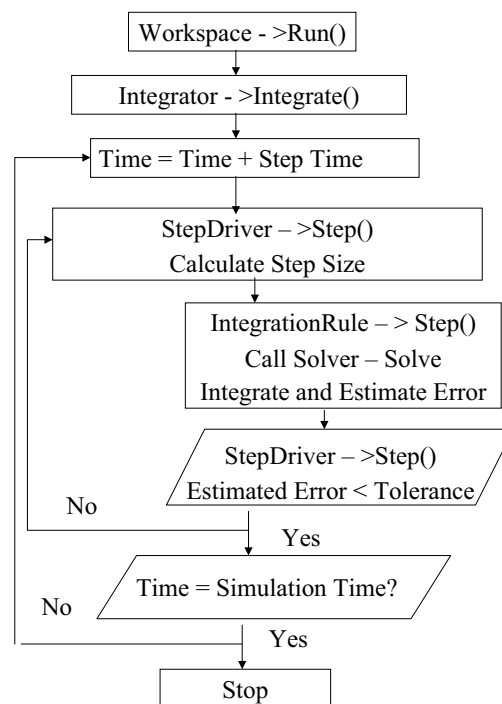 Workspace - >Run()
Integrator - >Integrate()
Time = Time + Step Time
StepDriver – >Step()
Calculate Step Size
IntegrationRule – > Step()
Call Solver – Solve
Integrate and Estimate Error
StepDriver – >Step()
Estimated Error < Tolerance
No
Yes
Time = Simulation Time?
No
Yes
Stop